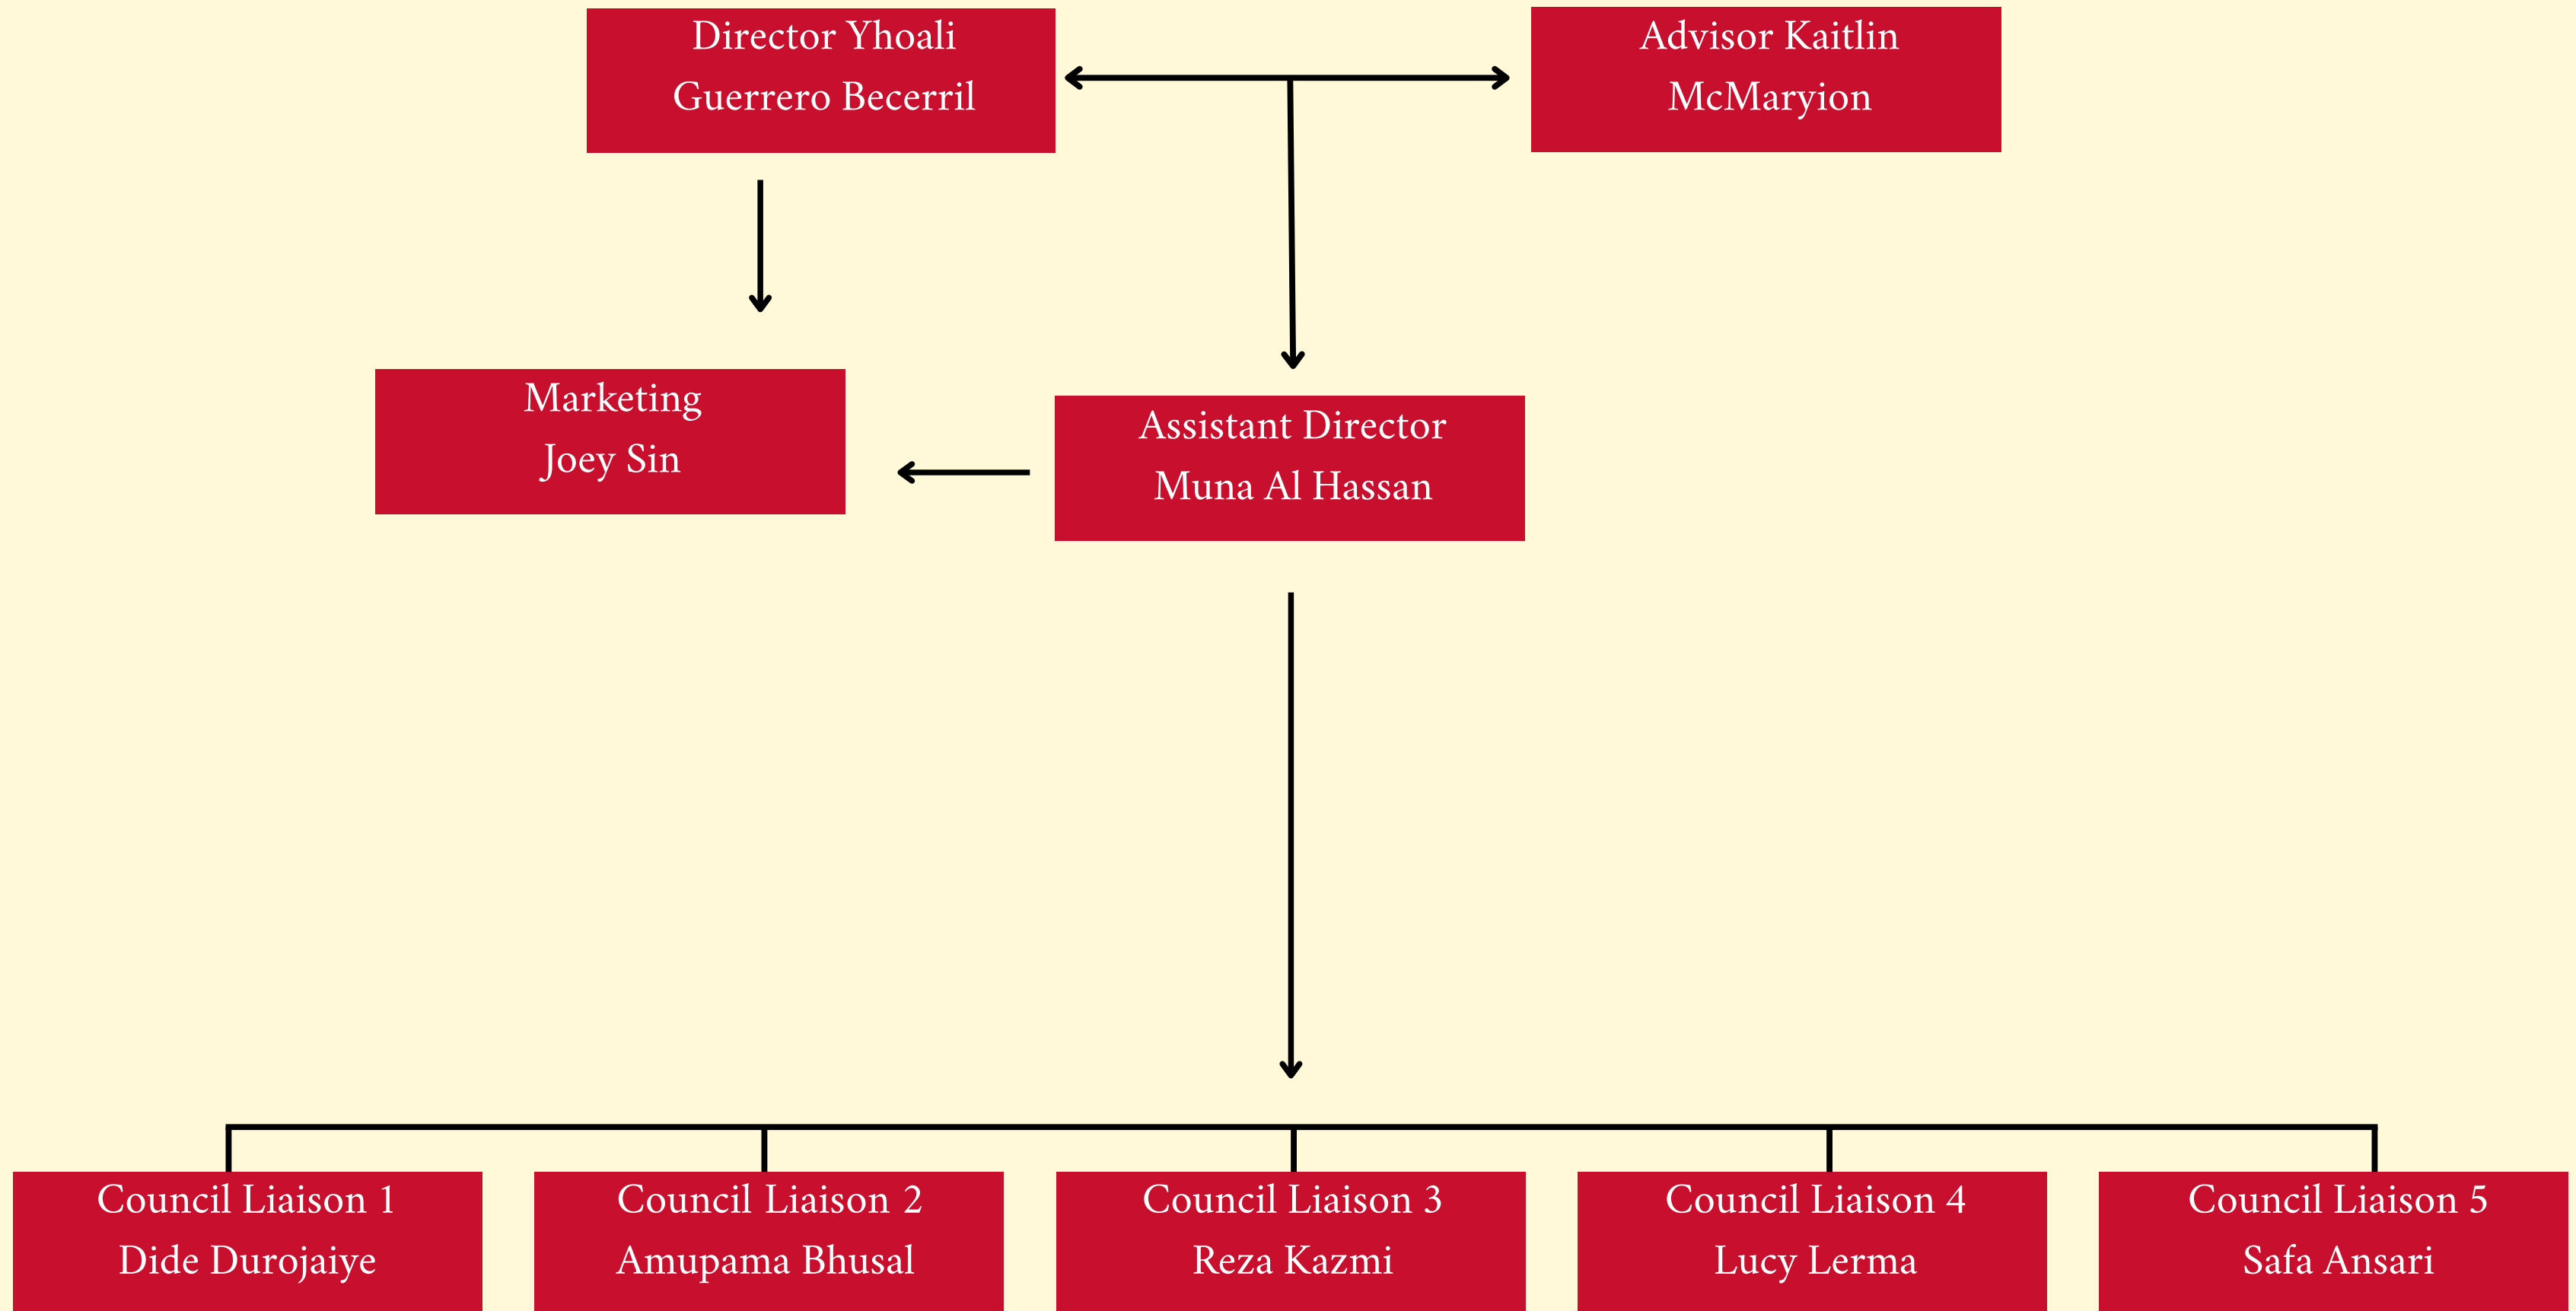 Director Yhoali
Guerrero Becerril
Advisor Kaitlin
McMaryion
Marketing
Joey Sin
Assistant Director
Muna Al Hassan
Council Liaison 1
Dide Durojaiye
Council Liaison 2
Amupama Bhusal
Council Liaison 3
Reza Kazmi
Council Liaison 4
Lucy Lerma
Council Liaison 5
Safa Ansari